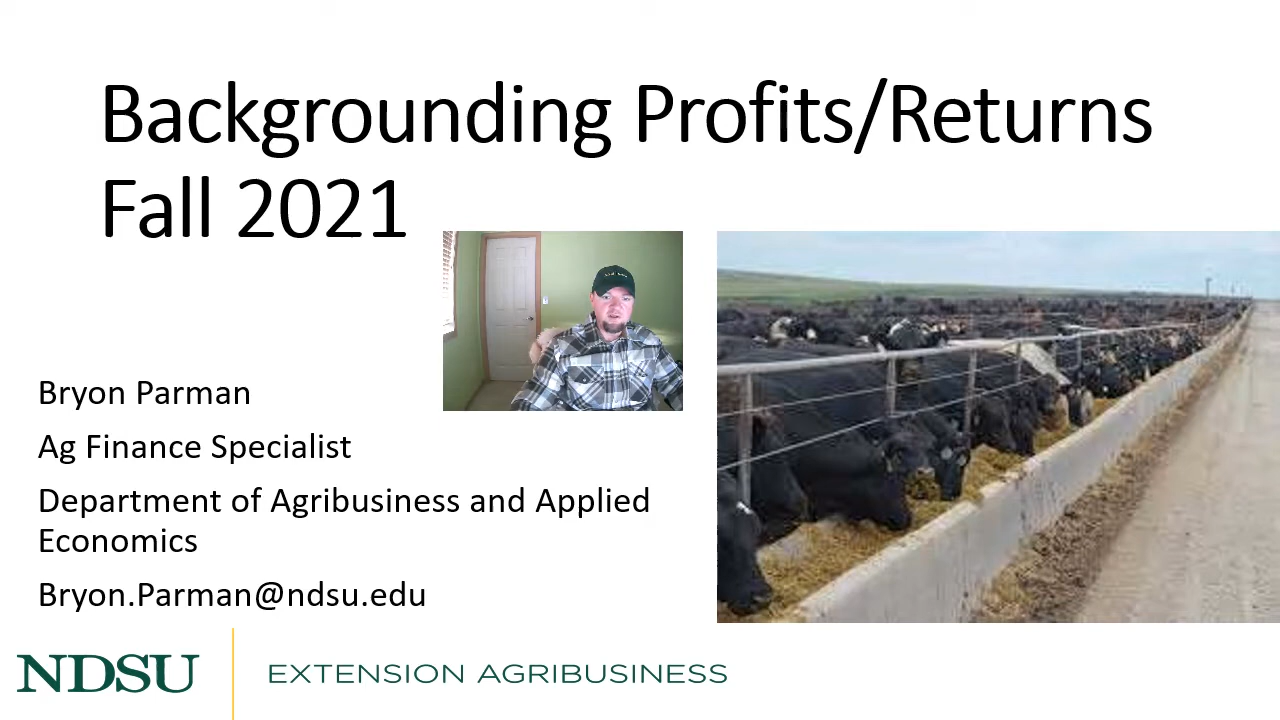 Backgrounding Profits/Returns
Fall 2021
Bryon Parman
Ag Finance Specialist
Department of Agribusiness and Applied
Economics
Bryon.Parman@ndsu.edu
NDSU
EXTENSION AGRIBUSINESS